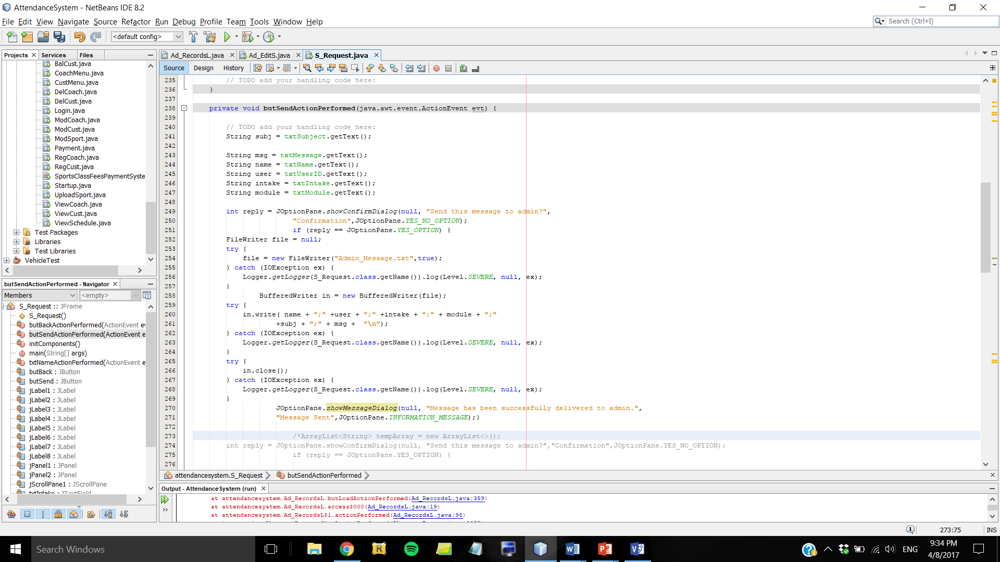 AttendanceSystem - NetBeans IDE 8.2
File Edit View Navigate Source Refactor Run Debug Profile Team Tools Window Help
Search (Ctrl+I)
<default config>
Projects Services Files
BalCust.java
CoachMenu.java
CustMenu.java
DelCoach.java
DelCust.java
Login.java
ModCoach.java
ModCust.java
ModSport.java
Payment.java
RegCoach.java
RegCust.java
SportsClassFeesPaymentSyste
Startup.java
UploadSport.java
ViewCoach.java
ViewCust.java
ViewSchedule.java
Test Packages
Libraries
Test Libraries
VehicleTest
butSendActionPerformed - Navigator
Members <empty>
S_Request :: JFrame
S_Request()
butBackActionPerformed(ActionEvent ev
butSendActionPerformed(ActionEvent e
initComponents()
main(String[] args)
txtNameActionPerformed(ActionEvent e
butBack : JButton
butSend : JButton
jLabel1 : JLabel
jLabel2 : JLabel
jLabel3 : JLabel
jLabel4 : JLabel
jLabel5 : JLabel
jLabel6 : JLabel
jLabel7 : JLabel
jLabel8 : JLabel
jPanel1 : JPanel
jPanel2 : JPanel
jScrollPane1 : JScrollPane
txtIntake : JTextField
Ad_RecordsL.java Ad_EditS.java S_Request.java
Source Design History
235 // TODO add your handling code here:
236 }
237
238 private void butSendActionPerformed(java.awt.event.ActionEvent evt) {
239
240 // TODO add your handling code here:
241 String subj = txtSubject.getText();
242
243 String msg = txtMessage.getText();
244 String name = txtName.getText();
245 String user = txtUserID.getText();
246 String intake = txtIntake.getText();
247 String module = txtModule.getText();
248
249 int reply = JOptionPane.showConfirmDialog(null, "Send this message to admin?",
250 "Confirmation",JOptionPane.YES_NO_OPTION);
251 if (reply == JOptionPane.YES_OPTION) {
252 FileWriter file = null;
253 try {
254 file = new FileWriter("Admin_Message.txt",true);
255 } catch (IOException ex) {
256 Logger.getLogger(S_Request.class.getName()).log(Level.SEVERE, null, ex);
257 }
258 BufferedWriter in = new BufferedWriter(file);
259 try {
260 in.write( name + ";" +user + ";" +intake + ";" + module + ";"
261 +subj + ";" + msg + "\n");
262 } catch (IOException ex) {
263 Logger.getLogger(S_Request.class.getName()).log(Level.SEVERE, null, ex);
264 }
265 try {
266 in.close();
267 } catch (IOException ex) {
268 Logger.getLogger(S_Request.class.getName()).log(Level.SEVERE, null, ex);
269 }
270 JOptionPane.showMessageDialog(null, "Message has been successfully delivered to admin.",
271 "Message Sent",JOptionPane.INFORMATION_MESSAGE);}
272
273 /*ArrayList<String> tempArray = new ArrayList<>();
274 int reply = JOptionPane.showConfirmDialog(null, "Send this message to admin?","Confirmation",JOptionPane.YES_NO_OPTION);
275 if (reply == JOptionPane.YES_OPTION) {
276
attendancesystem.S_Request butSendActionPerformed
Output - AttendanceSystem (run)
at attendancesystem.Ad_RecordsL.butLoadActionPerformed(Ad_RecordsL.java:359)
at attendancesystem.Ad_RecordsL.access$000(Ad_RecordsL.java:19)
at attendancesystem.Ad_RecordsL$1.actionPerformed(Ad_RecordsL.java:98)
273:75 INS
Search Windows
ENG
9:34 PM
4/8/2017